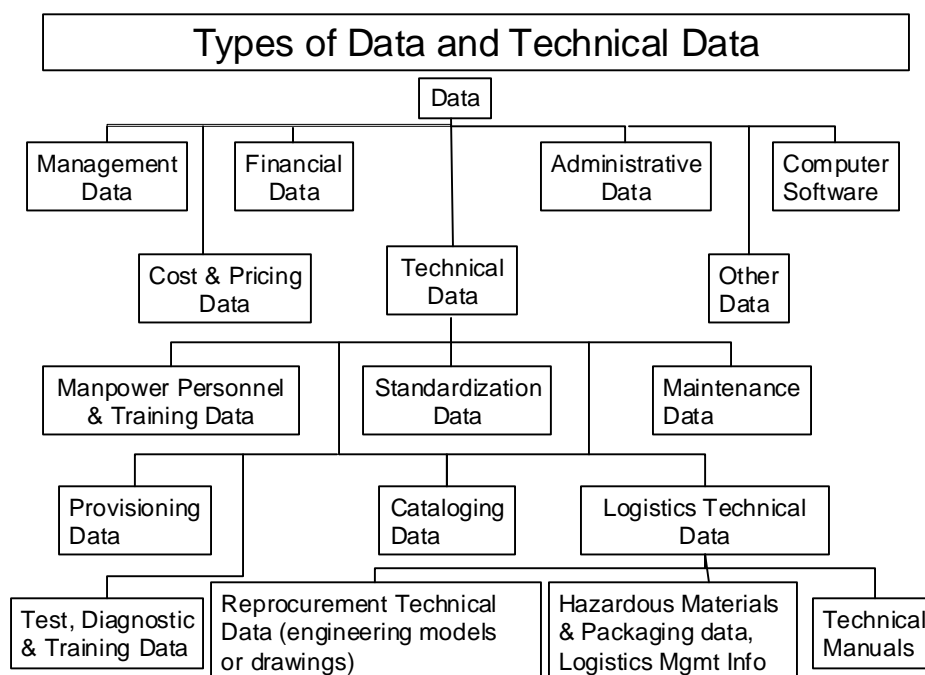 Types of Data and Technical Data
Data
Management
Data
Financial
Data
Administrative
Data
Computer
Software
Cost & Pricing
Data
Technical
Data
Other
Data
Manpower Personnel
& Training Data
Standardization
Data
Maintenance
Data
Provisioning
Data
Cataloging
Data
Logistics Technical
Data
Test, Diagnostic
& Training Data
Reprocurement Technical
Data (engineering models
or drawings)
Hazardous Materials
& Packaging data,
Logistics Mgmt Info
Technical
Manuals